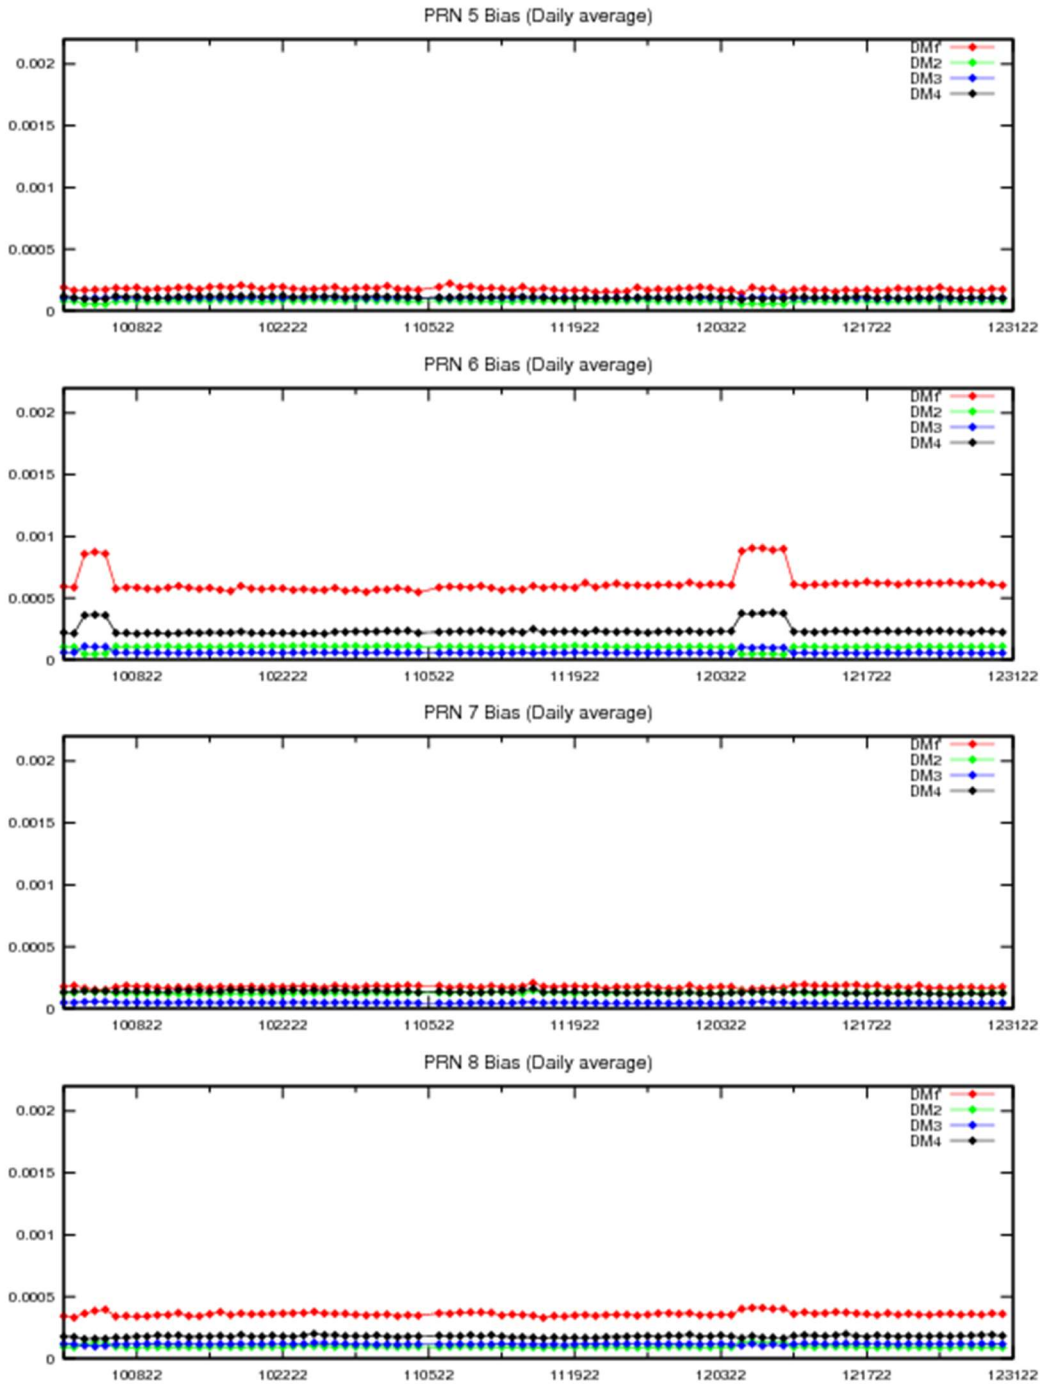 PRN 5 Bias (Daily average)
0.002
0.0015
0.001
0.0005
0
DM1
DM2
DM3
DM4
100822 102222 110522 111922 120322 121722 123122
PRN 6 Bias (Daily average)
0.002
0.0015
0.001
0.0005
0
DM1
DM2
DM3
DM4
100822 102222 110522 111922 120322 121722 123122
PRN 7 Bias (Daily average)
0.002
0.0015
0.001
0.0005
0
DM1
DM2
DM3
DM4
100822 102222 110522 111922 120322 121722 123122
PRN 8 Bias (Daily average)
0.002
0.0015
0.001
0.0005
0
DM1
DM2
DM3
DM4
100822 102222 110522 111922 120322 121722 123122